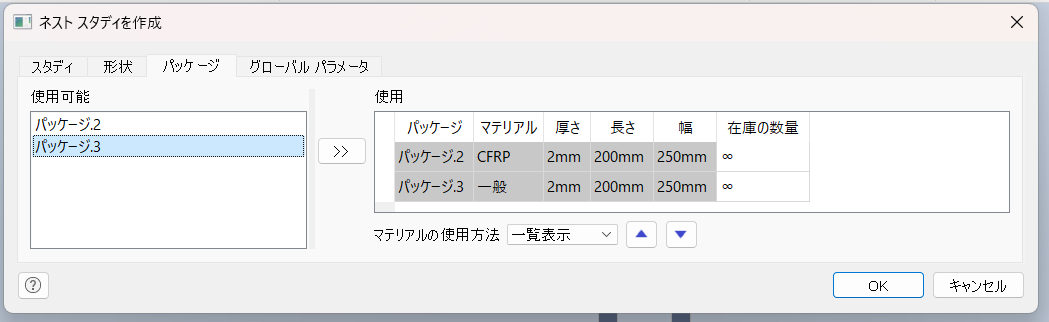 ネスト スタディを作成
スタディ 形状 パッケージ グローバル パラメータ
使用可能
パッケージ.2
パッケージ.3
>>
使用
パッケージ マテリアル 厚さ 長さ 幅 在庫の数量
パッケージ.2 CFRP 2mm 200mm 250mm ∞
パッケージ.3 一般 2mm 200mm 250mm ∞
マテリアルの使用方法 一覧表示
? OK キャンセル